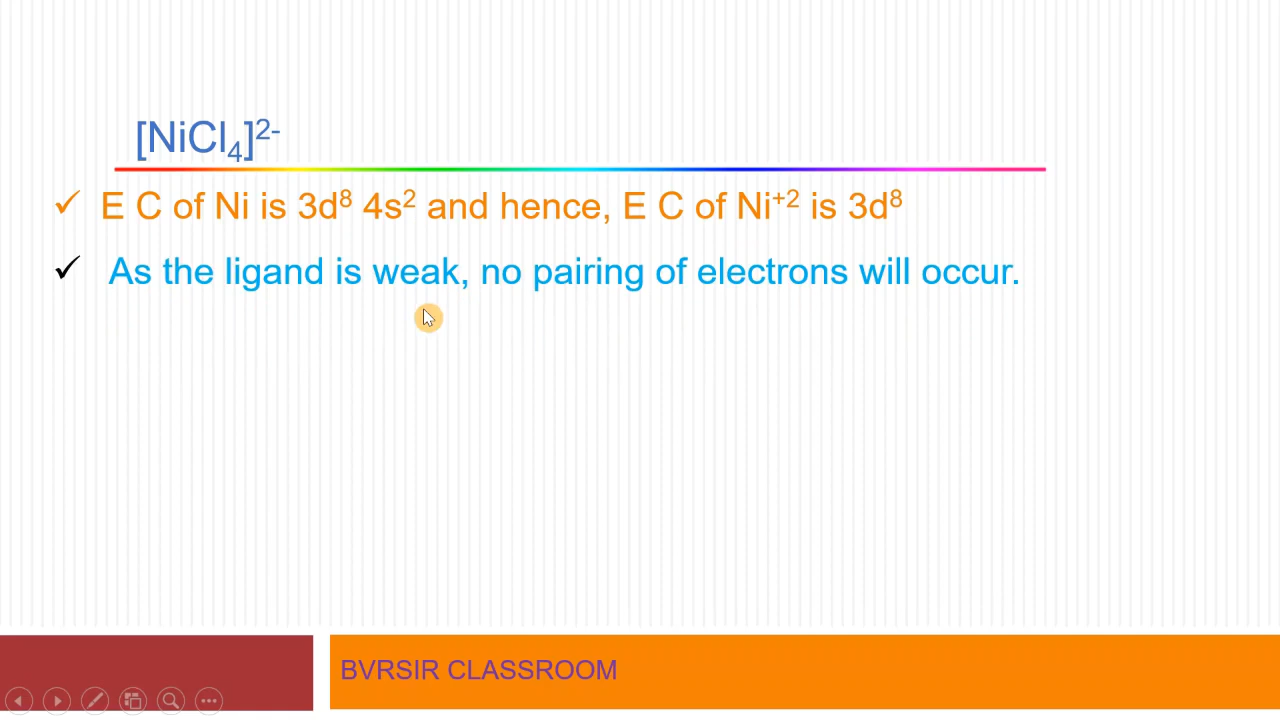 [NiCl₄]²⁻
✓ E C of Ni is 3d⁸ 4s² and hence, E C of Ni⁺² is 3d⁸
✓ As the ligand is weak, no pairing of electrons will occur.
BVRSIR CLASSROOM